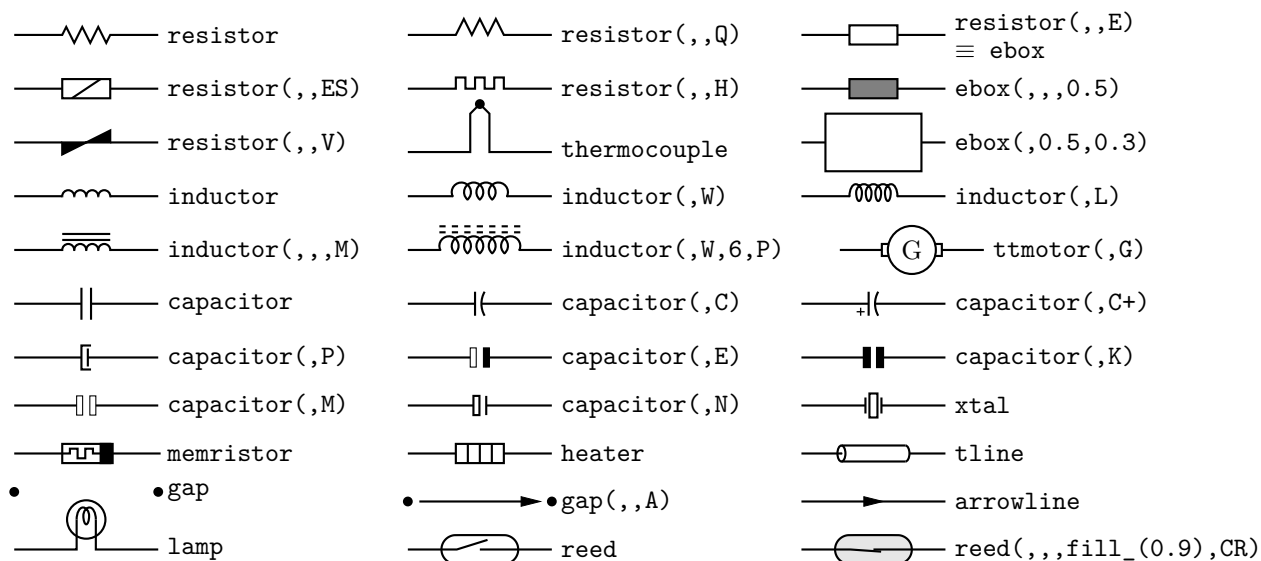 resistor
resistor(,,Q)
resistor(,,E)
≡ ebox
resistor(,,ES)
resistor(,,H)
ebox(,,,0.5)
resistor(,,V)
thermocouple
ebox(,0.5,0.3)
inductor
inductor(,W)
inductor(,L)
inductor(,,,M)
inductor(,W,6,P)
G
ttmotor(,G)
capacitor
capacitor(,C)
+
capacitor(,C+)
capacitor(,P)
capacitor(,E)
capacitor(,K)
capacitor(,M)
capacitor(,N)
xtal
memristor
heater
tline
gap
gap(,,A)
arrowline
lamp
reed
reed(,,,fill_(0.9),CR)